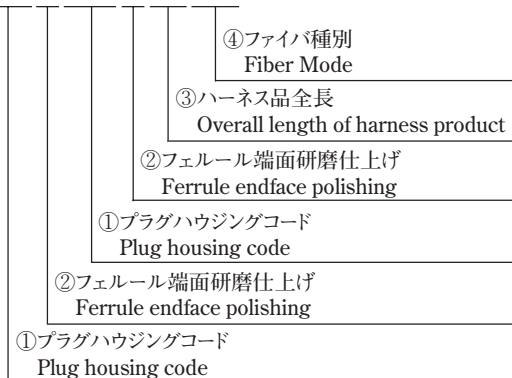 ④ファイバ種別
Fiber Mode
③ハーネス品全長
Overall length of harness product
②フェルール端面研磨仕上げ
Ferrule endface polishing
①プラグハウジングコード
Plug housing code
②フェルール端面研磨仕上げ
Ferrule endface polishing
①プラグハウジングコード
Plug housing code